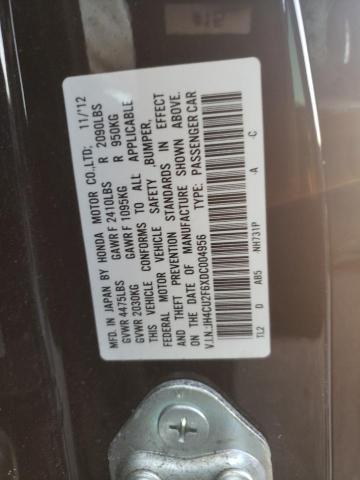 MFD. IN JAPAN BY HONDA MOTOR CO.,LTD. 11/'12
GVWR 4475LBS GAWR F 2410LBS R 2090LBS
GVWR 2030KG GAWR F 1095KG R 950KG
THIS VEHICLE CONFORMS TO ALL APPLICABLE
FEDERAL MOTOR VEHICLE SAFETY BUMPER,
AND THEFT PREVENTION STANDARDS IN EFFECT
ON THE DATE OF MANUFACTURE SHOWN ABOVE.
V.I.N.:JH4CU2F6XDC004956 TYPE: PASSENGER CAR
TL2 D AB5 NH731P -A -C